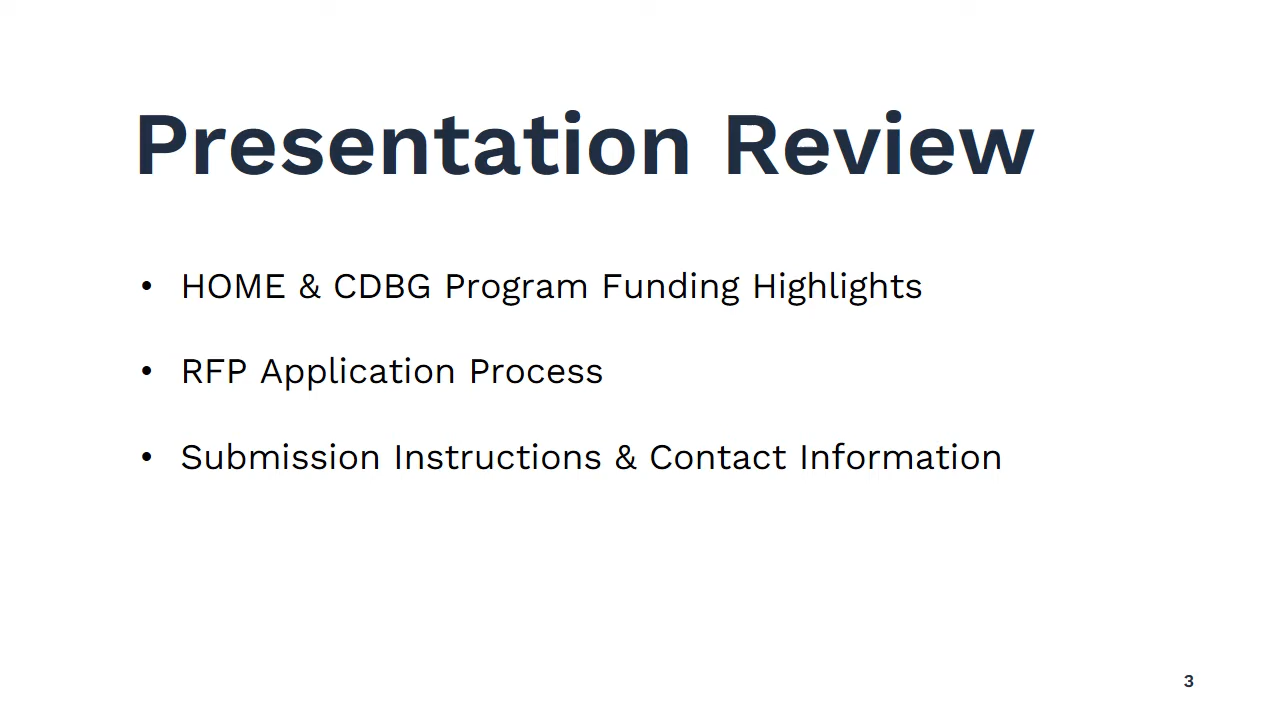 Presentation Review
• HOME & CDBG Program Funding Highlights
• RFP Application Process
• Submission Instructions & Contact Information
3